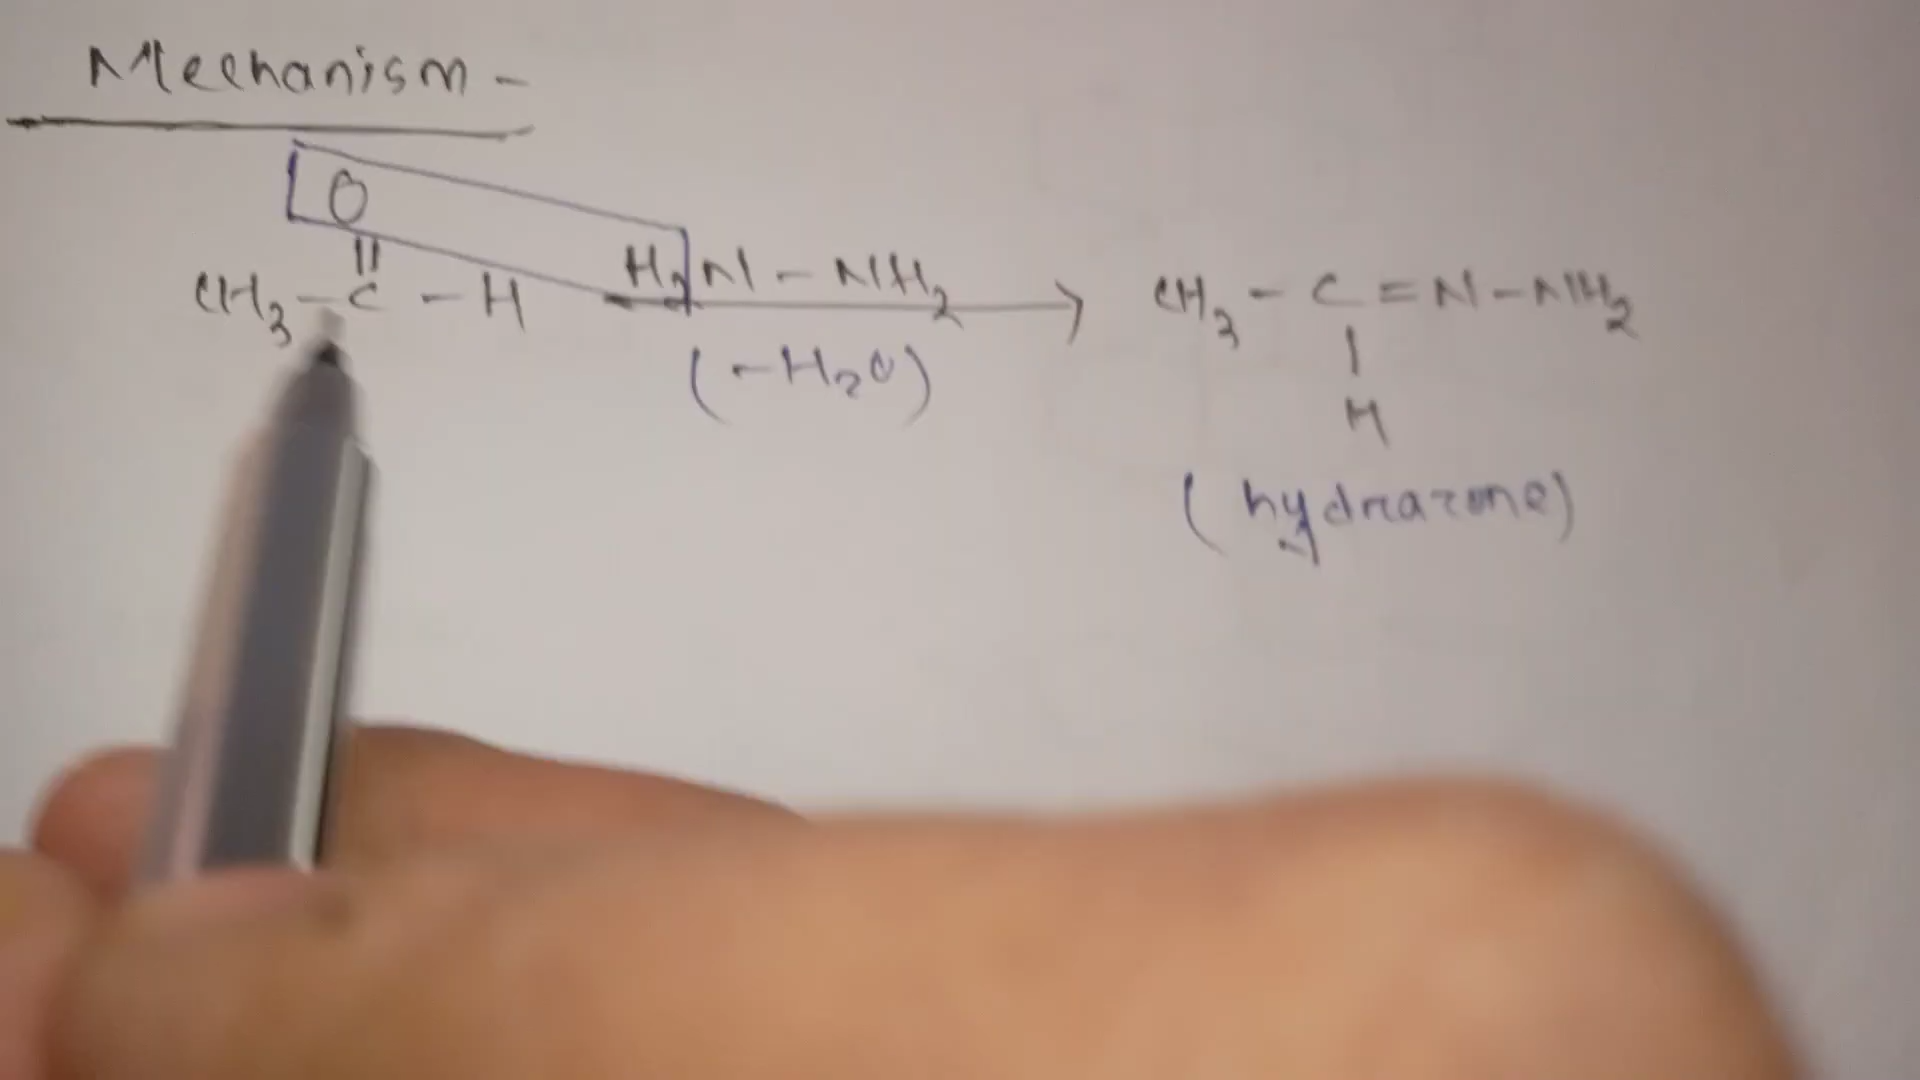 Mechanism -
O
||
CH3 - C - H H2N - NH2 → CH3 - C = N - NH2
(-H2O) |
H
(hydrazone)